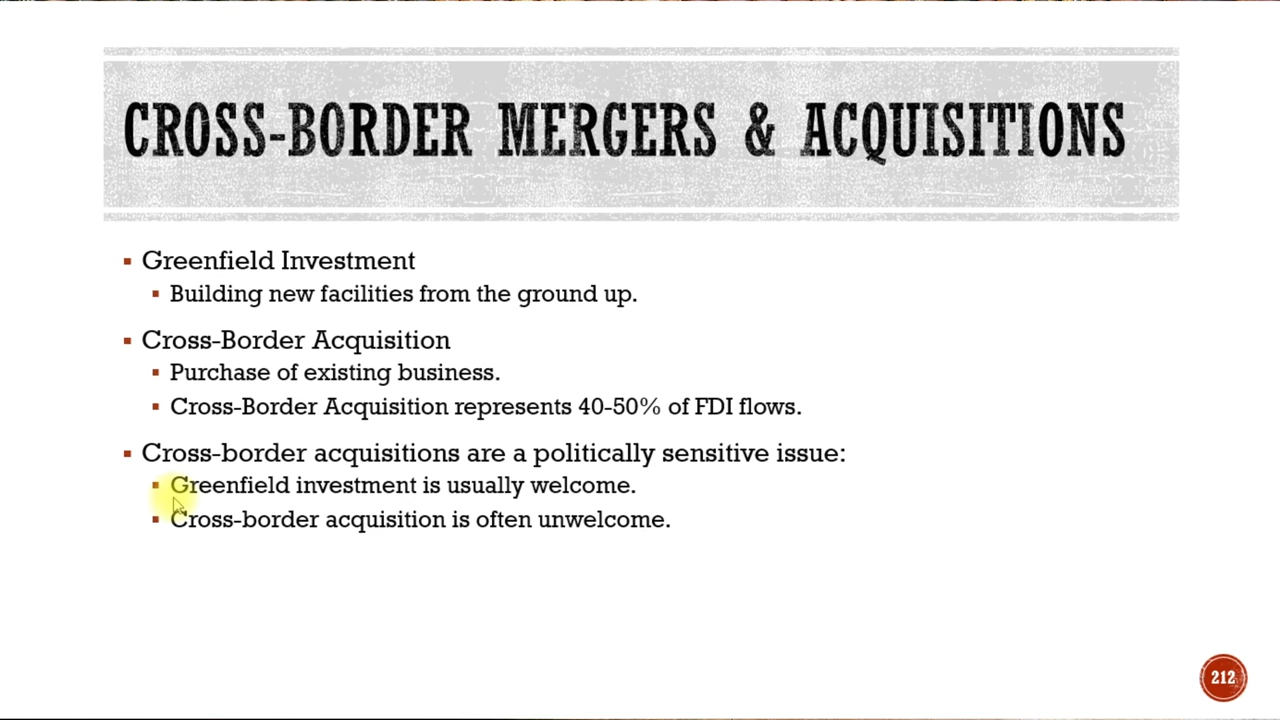 CROSS-BORDER MERGERS & ACQUISITIONS
Greenfield Investment
Building new facilities from the ground up.
Cross-Border Acquisition
Purchase of existing business.
Cross-Border Acquisition represents 40-50% of FDI flows.
Cross-border acquisitions are a politically sensitive issue:
Greenfield investment is usually welcome.
Cross-border acquisition is often unwelcome.
212